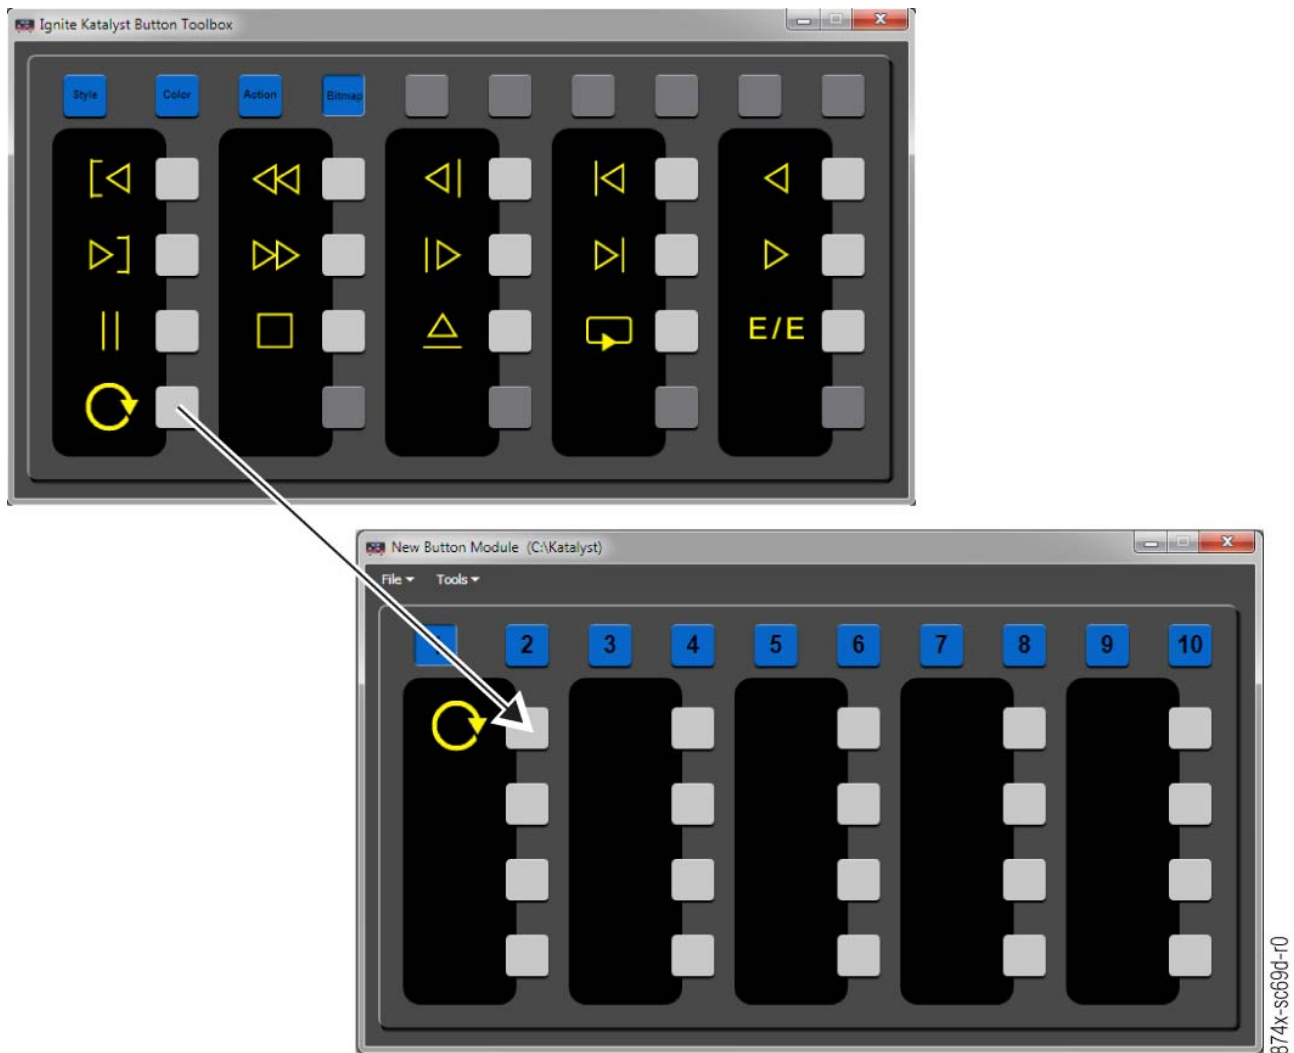 Ignite Katalyst Button Toolbox
Style Color Action Bitmap
E/E
New Button Module (C:\Katalyst)
File Tools
1 2 3 4 5 6 7 8 9 10
874x-sc69d-r0